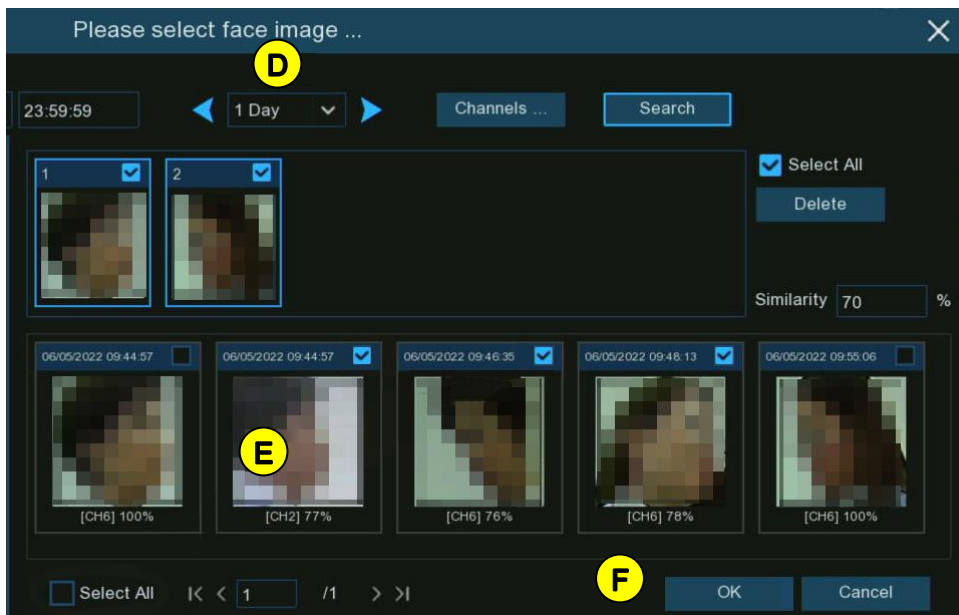 Please select face image ...
D
23:59:59
1 Day
Channels ...
Search
1
2
Select All
Delete
Similarity 70 %
06/05/2022 09:44:57
06/05/2022 09:44:57
06/05/2022 09:46:35
06/05/2022 09:48:13
06/05/2022 09:55:06
E
[CH6] 100%
[CH2] 77%
[CH6] 76%
[CH6] 78%
[CH6] 100%
F
Select All
1
/1
OK
Cancel